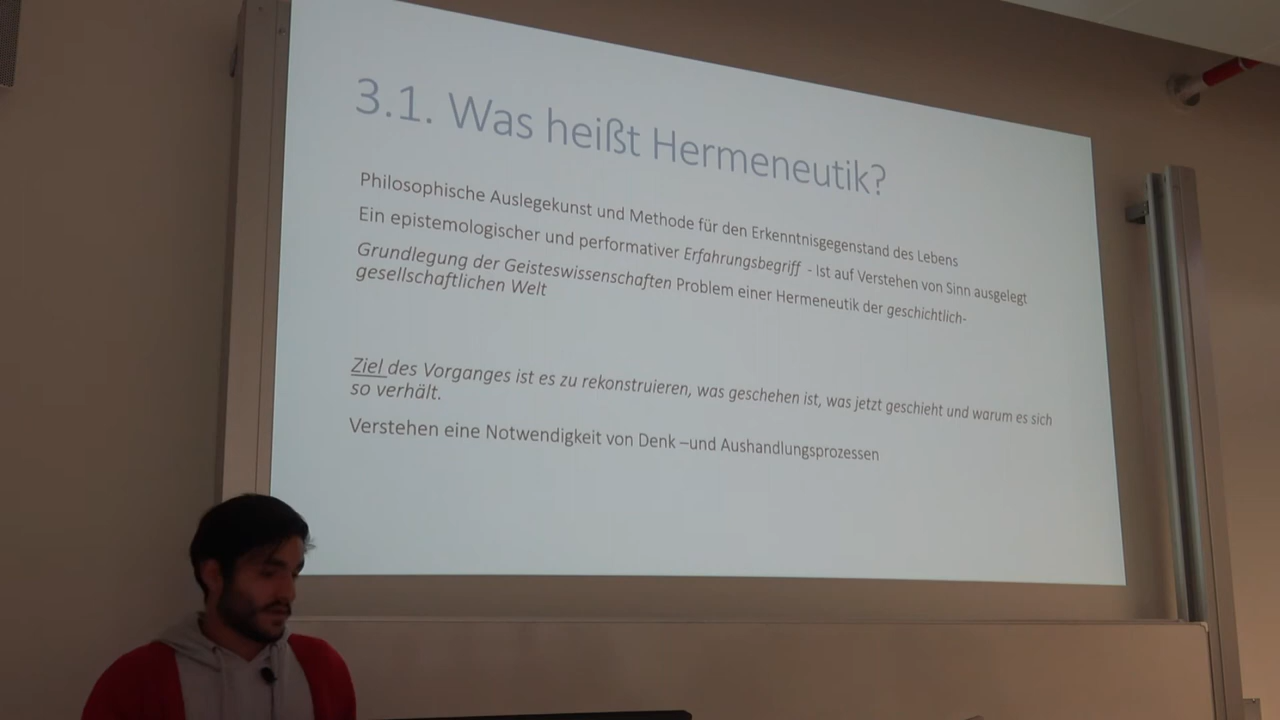 3.1. Was heißt Hermeneutik?
Philosophische Auslegekunst und Methode für den Erkenntnisgegenstand des Lebens
Ein epistemologischer und performativer Erfahrungsbegriff - Ist auf Verstehen von Sinn ausgelegt
Grundlegung der Geisteswissenschaften Problem einer Hermeneutik der geschichtlich-
gesellschaftlichen Welt
Ziel des Vorganges ist es zu rekonstruieren, was geschehen ist, was jetzt geschieht und warum es sich
so verhält.
Verstehen eine Notwendigkeit von Denk –und Aushandlungsprozessen